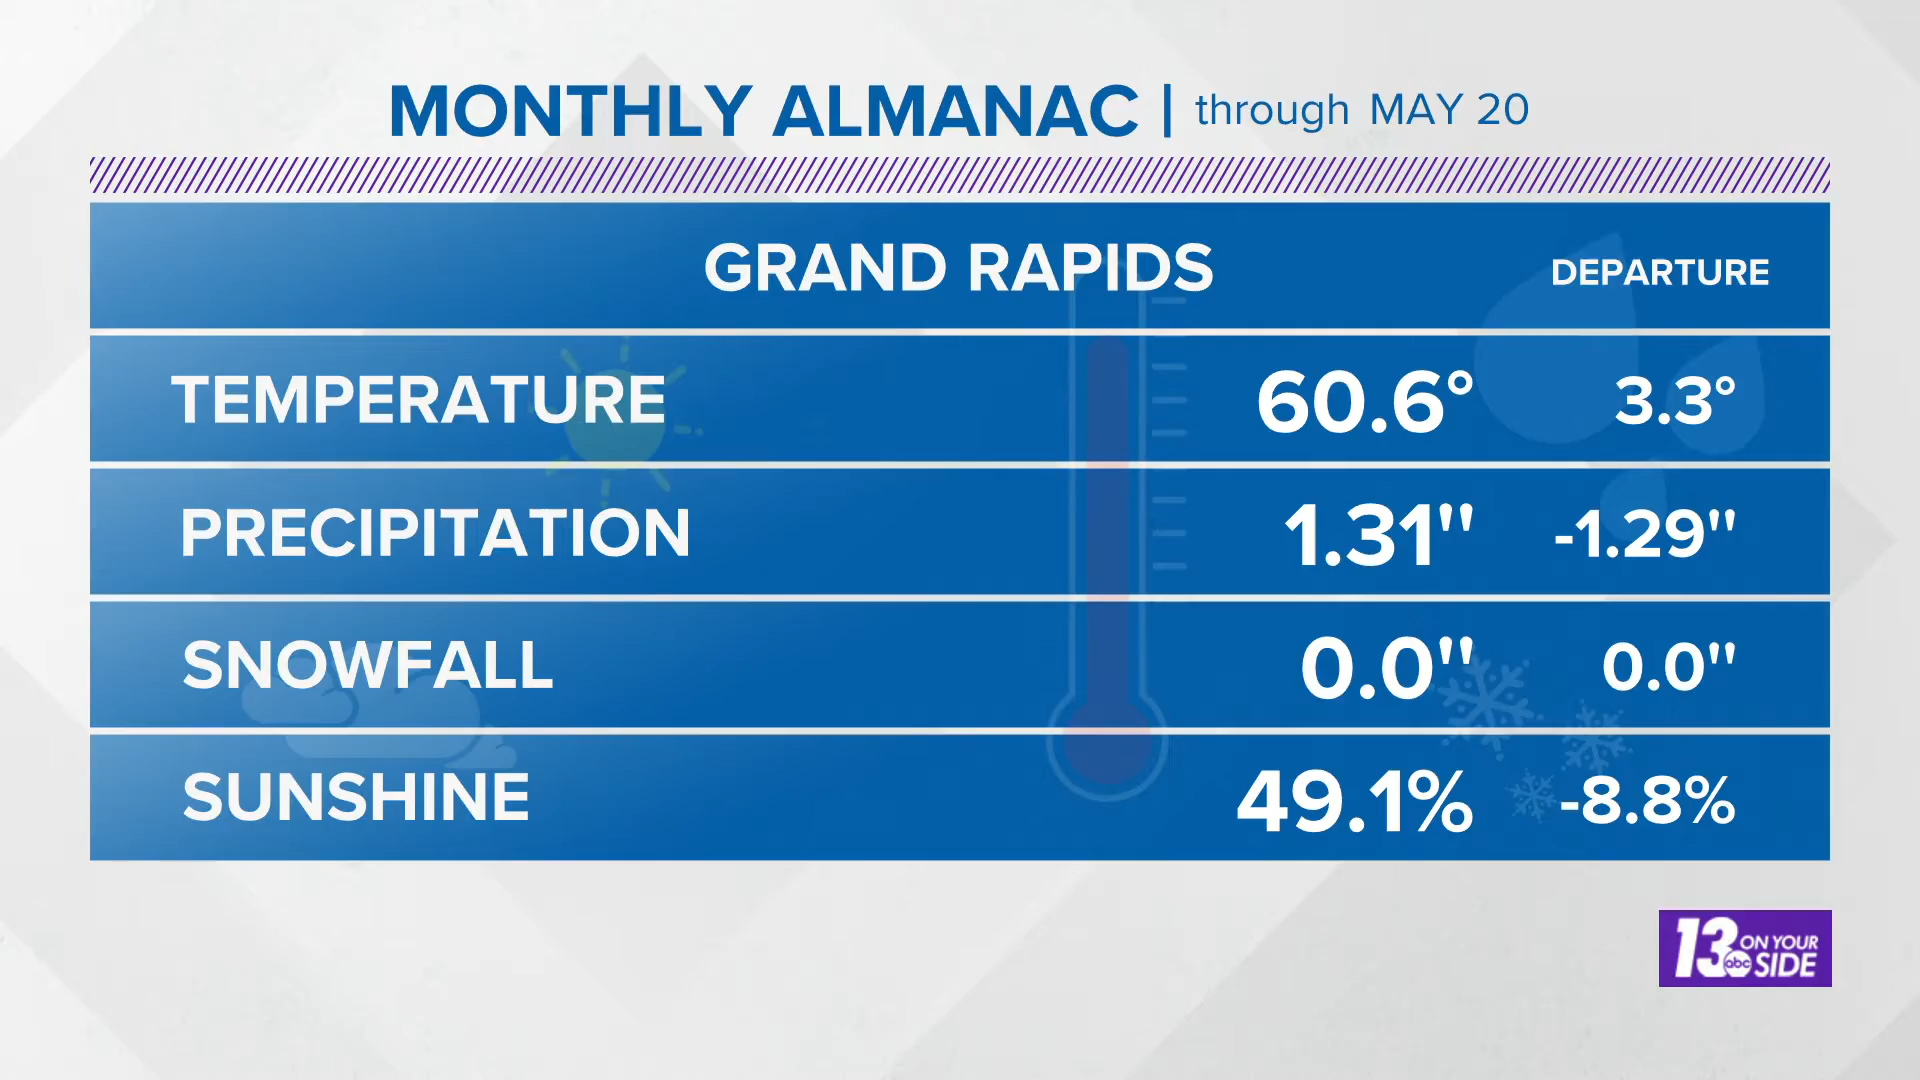 MONTHLY ALMANAC | through MAY 20
GRAND RAPIDS DEPARTURE
TEMPERATURE 60.6° 3.3°
PRECIPITATION 1.31" -1.29"
SNOWFALL 0.0" 0.0"
SUNSHINE 49.1% -8.8%
13 ON YOUR
abc SIDE